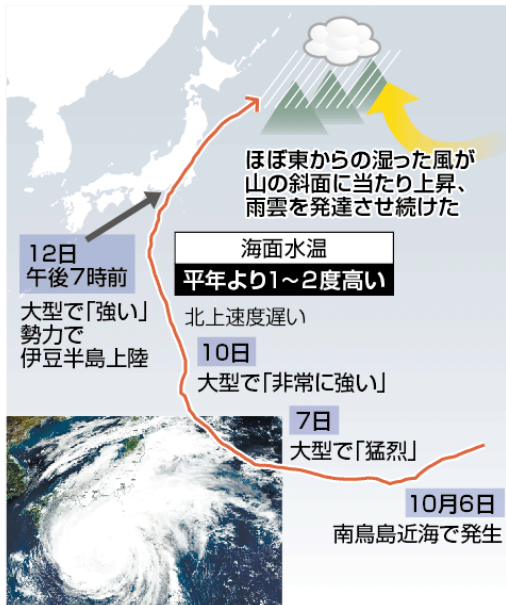 ほぼ東からの湿った風が
山の斜面に当たり上昇、
雨雲を発達させ続けた
12日
午後7時前
大型で「強い」
勢力で
伊豆半島上陸
海面水温
平年より1〜2度高い
北上速度遅い
10日
大型で「非常に強い」
7日
大型で「猛烈」
10月6日
南鳥島近海で発生